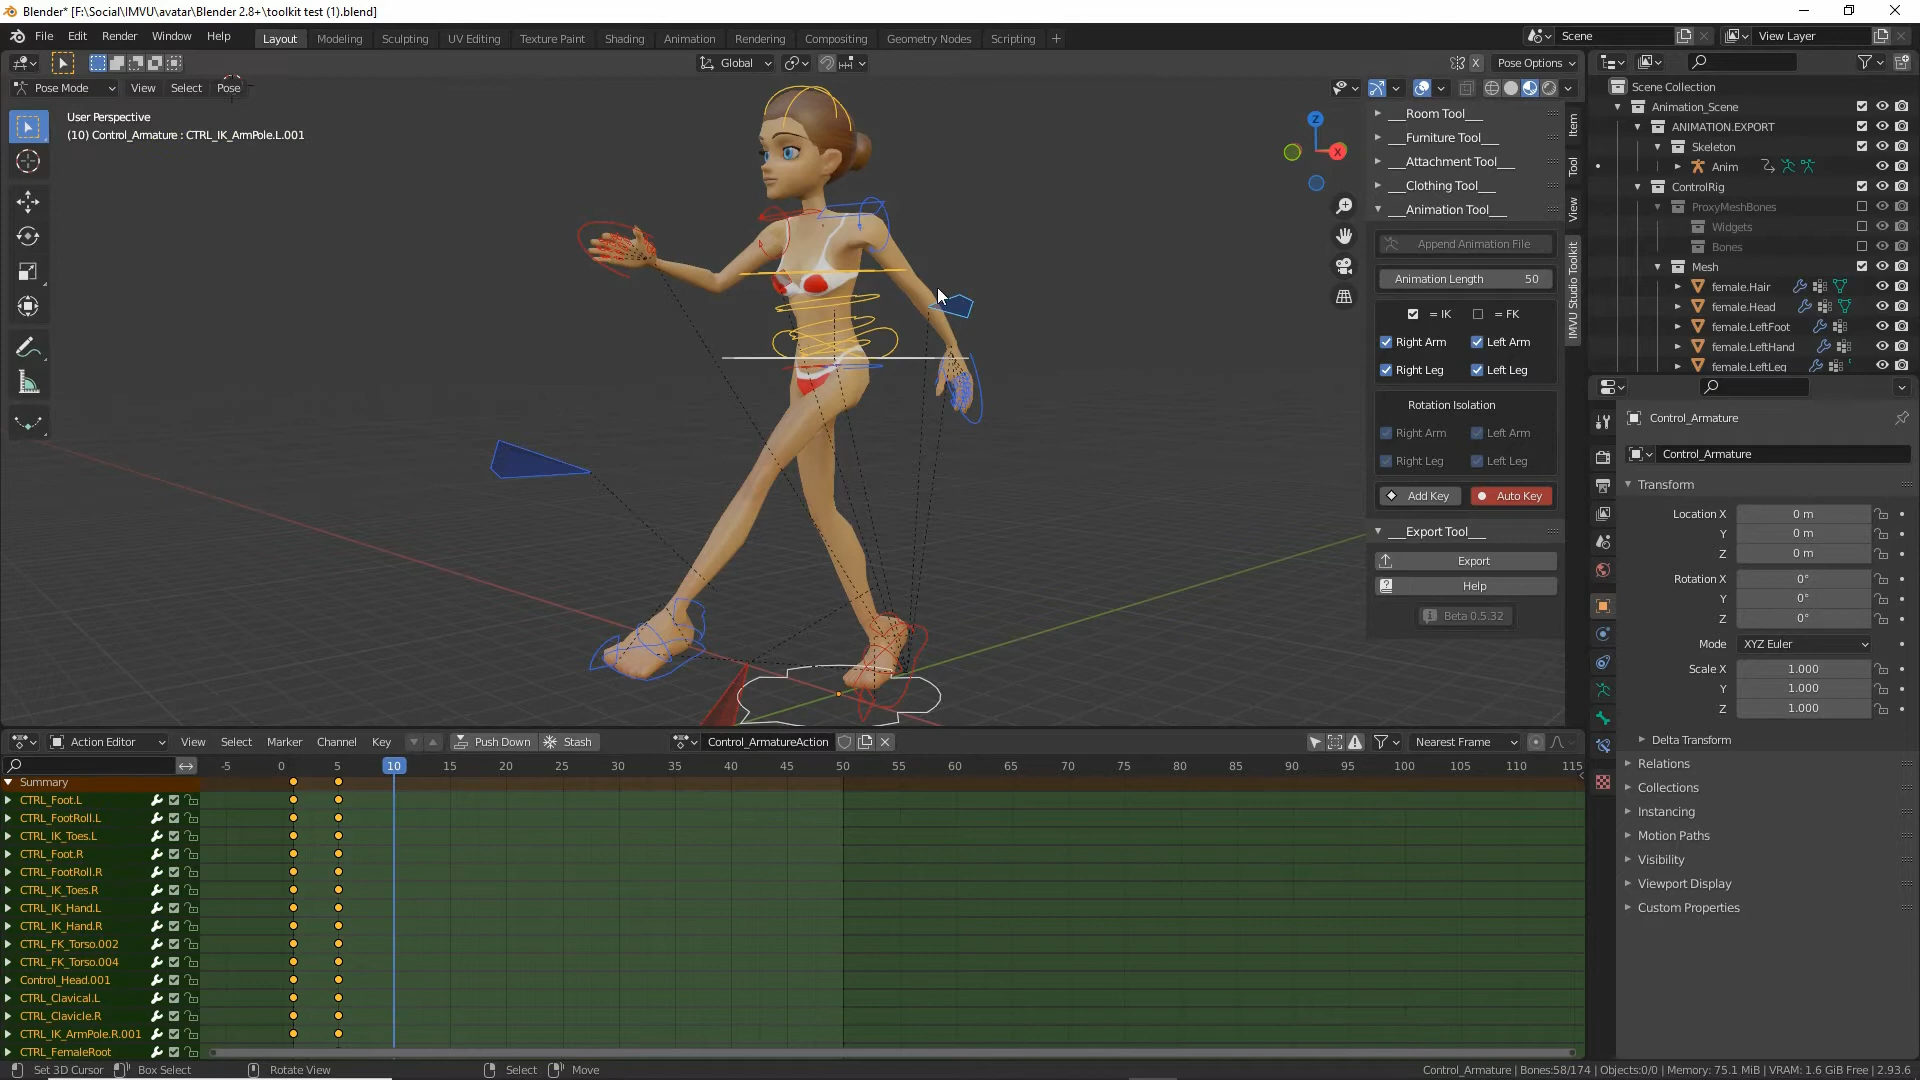 Blender* [F:\Social\IMVU\avatar\Blender 2.8+\toolkit test (1).blend]
File Edit Render Window Help Layout Modeling Sculpting UV Editing Texture Paint Shading Animation Rendering Compositing Geometry Nodes Scripting + Scene View Layer
Global X Pose Options
Pose Mode View Select Pose
User Perspective
(10) Control_Armature : CTRL_IK_ArmPole.L.001
Z
X
___Room Tool___
___Furniture Tool___
___Attachment Tool___
___Clothing Tool___
___Animation Tool___
Append Animation File
Animation Length 50
= IK = FK
Right Arm Left Arm
Right Leg Left Leg
Rotation Isolation
Right Arm Left Arm
Right Leg Left Leg
Add Key Auto Key
___Export Tool___
Export
Help
Beta 0.5.32
Item
Tool
View
IMVU Studio Toolkit
Scene Collection
Animation_Scene
ANIMATION.EXPORT
Skeleton
Anim
ControlRig
ProxyMeshBones
Widgets
Bones
Mesh
female.Hair
female.Head
female.LeftFoot
female.LeftHand
female.LeftLeg
Control_Armature
Control_Armature
Transform
Location X 0 m
Y 0 m
Z 0 m
Rotation X 0°
Y 0°
Z 0°
Mode XYZ Euler
Scale X 1.000
Y 1.000
Z 1.000
Delta Transform
Relations
Collections
Instancing
Motion Paths
Visibility
Viewport Display
Custom Properties
Action Editor View Select Marker Channel Key Push Down Stash Control_ArmatureAction Nearest Frame
-5 0 5 10 15 20 25 30 35 40 45 50 55 60 65 70 75 80 85 90 95 100 105 110 115
Summary
CTRL_Foot.L
CTRL_FootRoll.L
CTRL_IK_Toes.L
CTRL_Foot.R
CTRL_FootRoll.R
CTRL_IK_Toes.R
CTRL_IK_Hand.L
CTRL_IK_Hand.R
CTRL_FK_Torso.002
CTRL_FK_Torso.004
Control_Head.001
CTRL_Clavical.L
CTRL_Clavicle.R
CTRL_IK_ArmPole.R.001
CTRL_FemaleRoot
Set 3D Cursor Box Select Rotate View Select Move Control_Armature | Bones:58/174 | Objects:0/0 | Memory: 75.1 MiB | VRAM: 1.6 GiB Free | 2.93.6